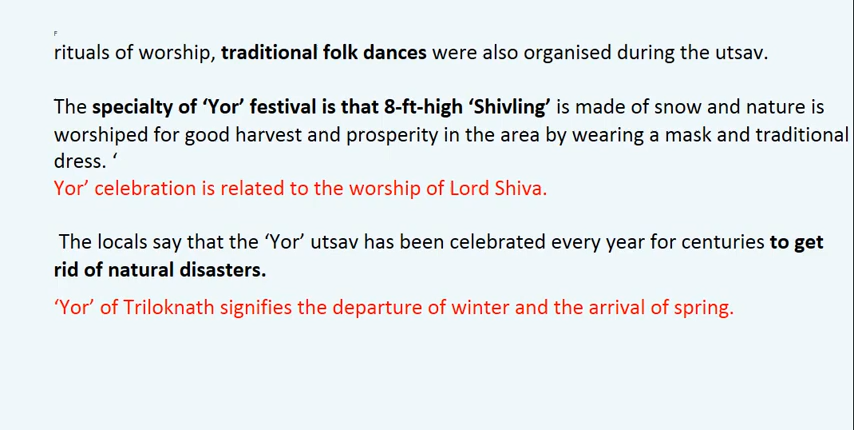 rituals of worship, traditional folk dances were also organised during the utsav.
The specialty of ‘Yor’ festival is that 8-ft-high ‘Shivling’ is made of snow and nature is
worshiped for good harvest and prosperity in the area by wearing a mask and traditional
dress. ‘
Yor’ celebration is related to the worship of Lord Shiva.
The locals say that the ‘Yor’ utsav has been celebrated every year for centuries to get
rid of natural disasters.
‘Yor’ of Triloknath signifies the departure of winter and the arrival of spring.